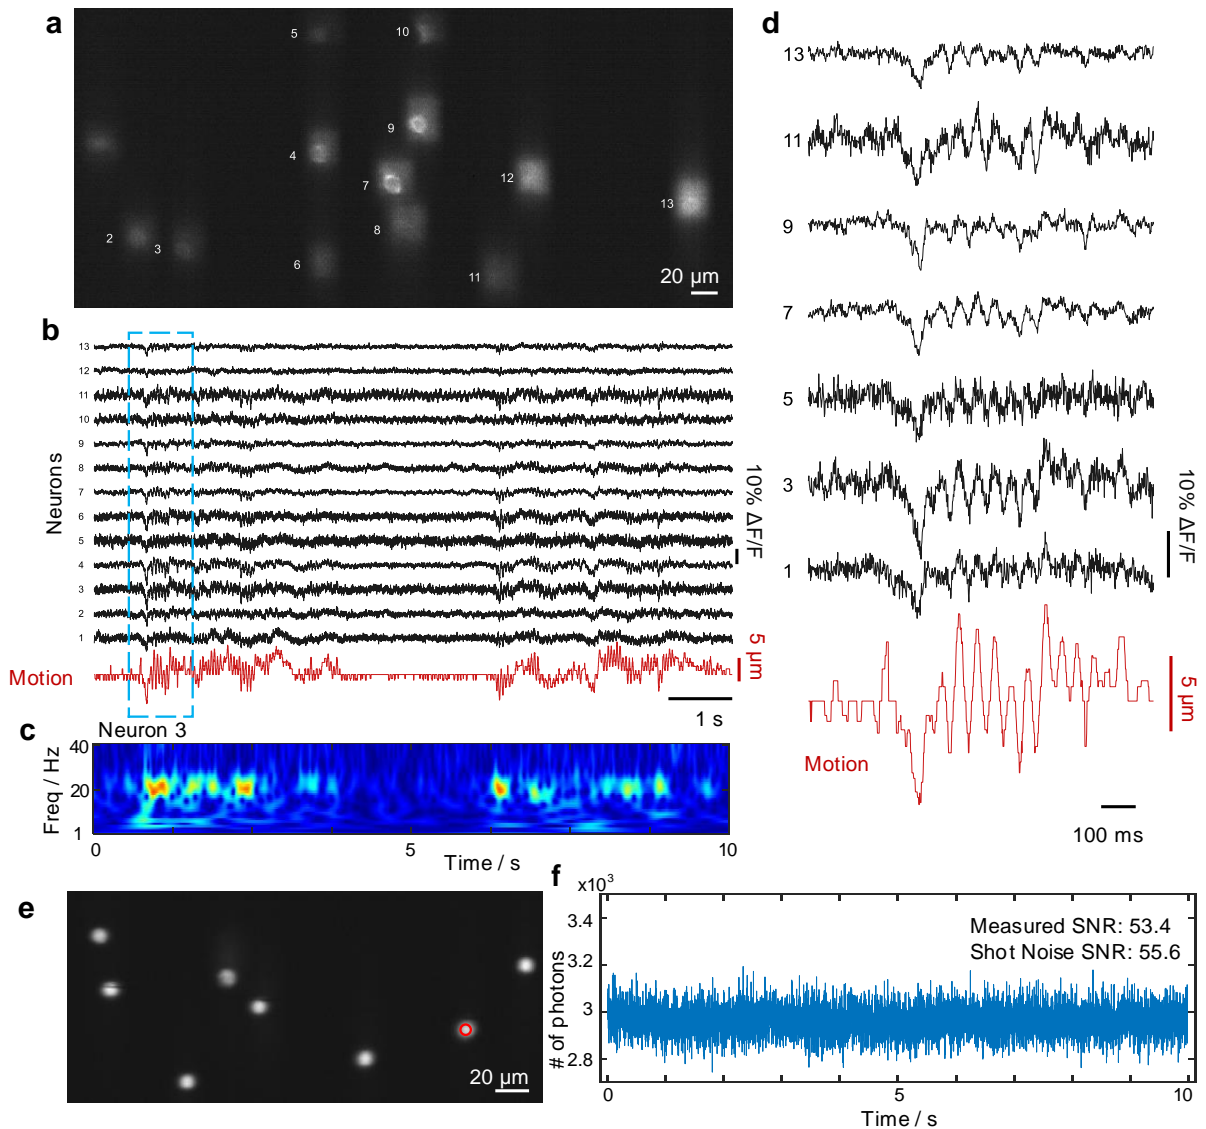 a
5
10
9
4
7
12
13
8
2
3
6
11
20 µm
b
13
12
11
10
9
8
7
6
5
4
3
2
1
Neurons
10% ΔF/F
5 µm
Motion
1 s
c
Neuron 3
40
20
1
Freq / Hz
0
5
10
Time / s
d
13
11
9
7
5
3
1
10% ΔF/F
5 µm
Motion
100 ms
e
20 µm
f
x10³
3.4
3.2
3
2.8
# of photons
Measured SNR: 53.4
Shot Noise SNR: 55.6
0
5
10
Time / s